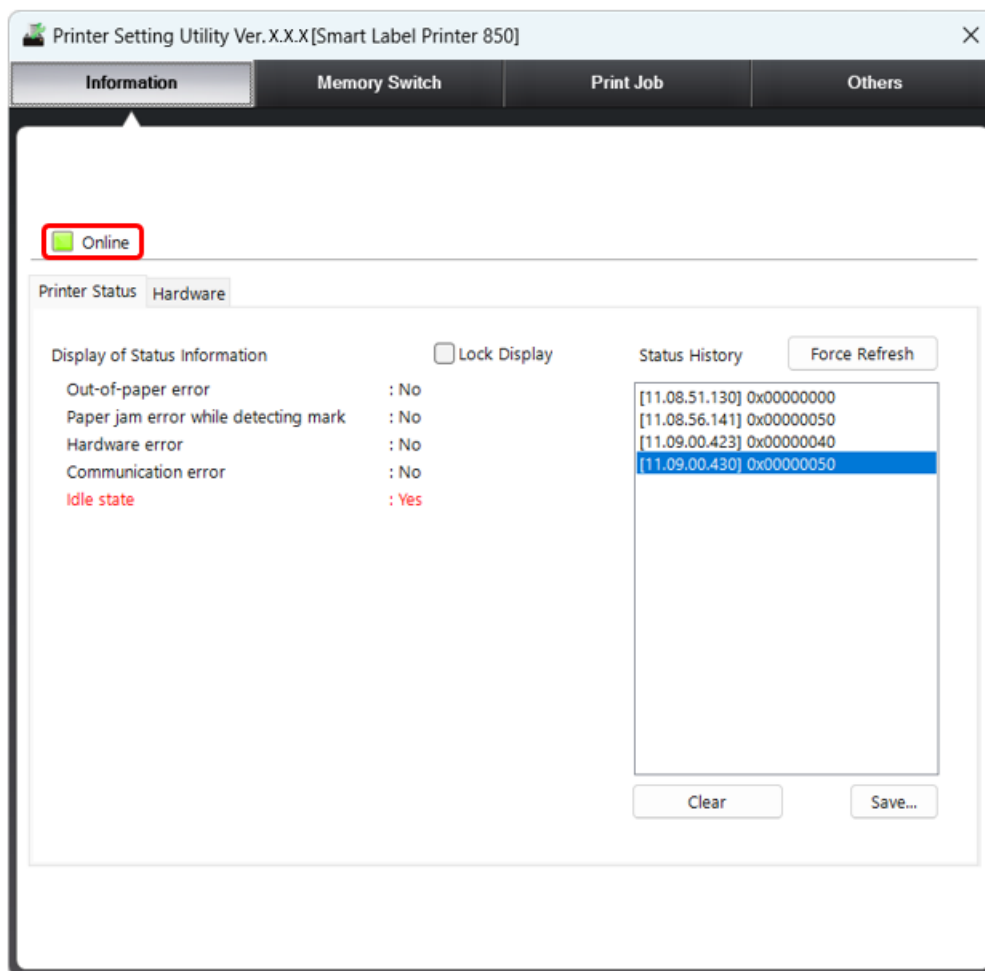 Printer Setting Utility Ver.X.X.X[Smart Label Printer 850]
Information Memory Switch Print Job Others
Online
Printer Status Hardware
Display of Status Information Lock Display
Out-of-paper error : No
Paper jam error while detecting mark : No
Hardware error : No
Communication error : No
Idle state : Yes
Status History Force Refresh
[11.08.51.130] 0x00000000
[11.08.56.141] 0x00000050
[11.09.00.423] 0x00000040
[11.09.00.430] 0x00000050
Clear Save...